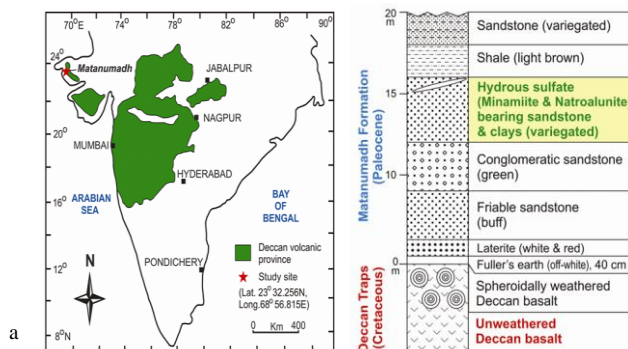 a
70°E 74 78 82 86 90°E
24°
20
16
12
8°N
Matanumadh
JABALPUR
NAGPUR
MUMBAI
HYDERABAD
ARABIAN
SEA
BAY
OF
BENGAL
PONDICHERY
N
Deccan volcanic
province
Study site
(Lat. 23° 32.256N,
Long.68° 56.815E)
0 Km 400
20
m
15
10
0
m
Matanumadh Formation
(Paleocene)
Deccan Traps
(Cretaceous)
Sandstone (variegated)
Shale (light brown)
Hydrous sulfate
(Minamiite & Natroalunite)
bearing sandstone
& clays (variegated)
Conglomeratic sandstone
(green)
Friable sandstone
(buff)
Laterite (white & red)
Fuller's earth (off-white), 40 cm
Spheroidally weathered
Deccan basalt
Unweathered
Deccan basalt